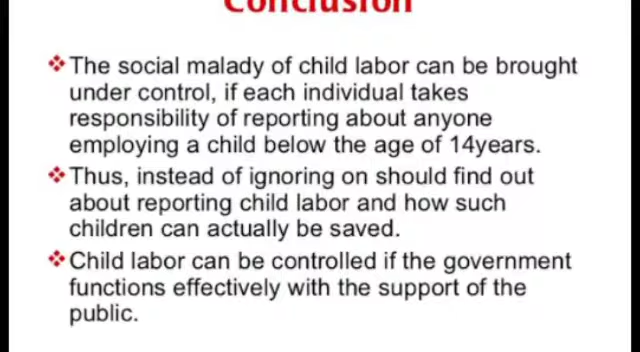 Conclusion
❖The social malady of child labor can be brought
under control, if each individual takes
responsibility of reporting about anyone
employing a child below the age of 14years.
❖Thus, instead of ignoring on should find out
about reporting child labor and how such
children can actually be saved.
❖Child labor can be controlled if the government
functions effectively with the support of the
public.